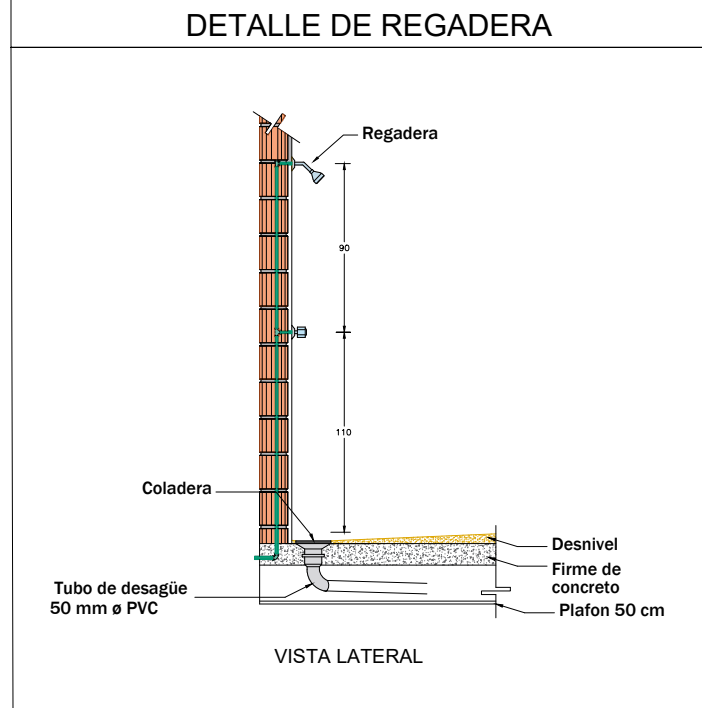 DETALLE DE REGADERA
Regadera
90
110
Coladera
Desnivel
Firme de
concreto
Tubo de desagüe
50 mm ø PVC
Plafon 50 cm
VISTA LATERAL